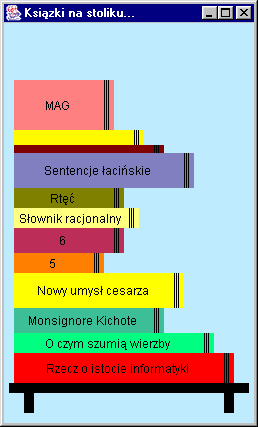 Książki na stoliku...
MAG
Sentencje łacińskie
Rtęć
Słownik racjonalny
6
5
Nowy umysł cesarza
Monsignore Kichote
O czym szumią wierzby
Rzecz o istocie informatyki